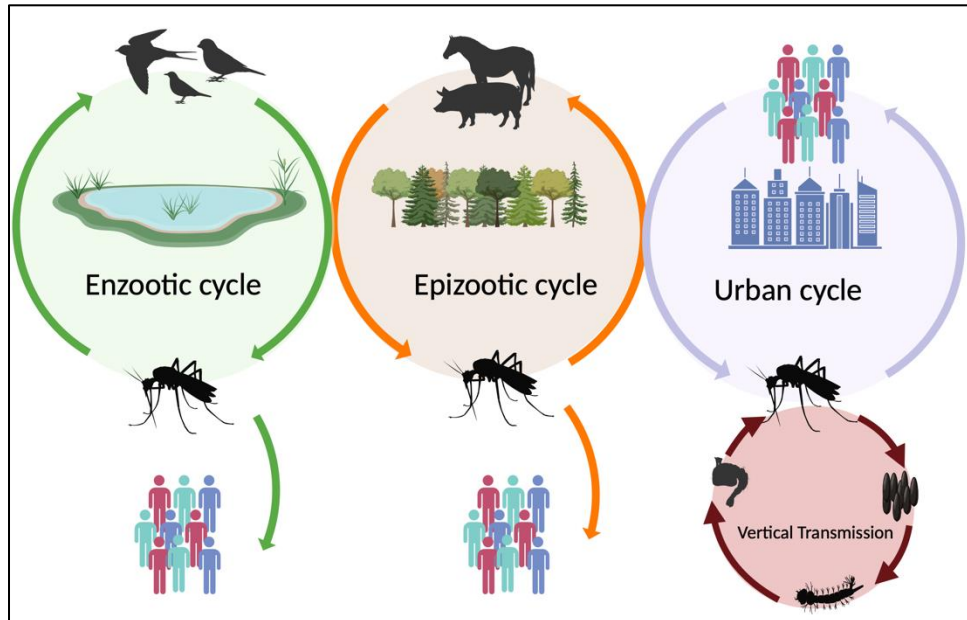 Enzootic cycle
Epizootic cycle
Urban cycle
Vertical Transmission